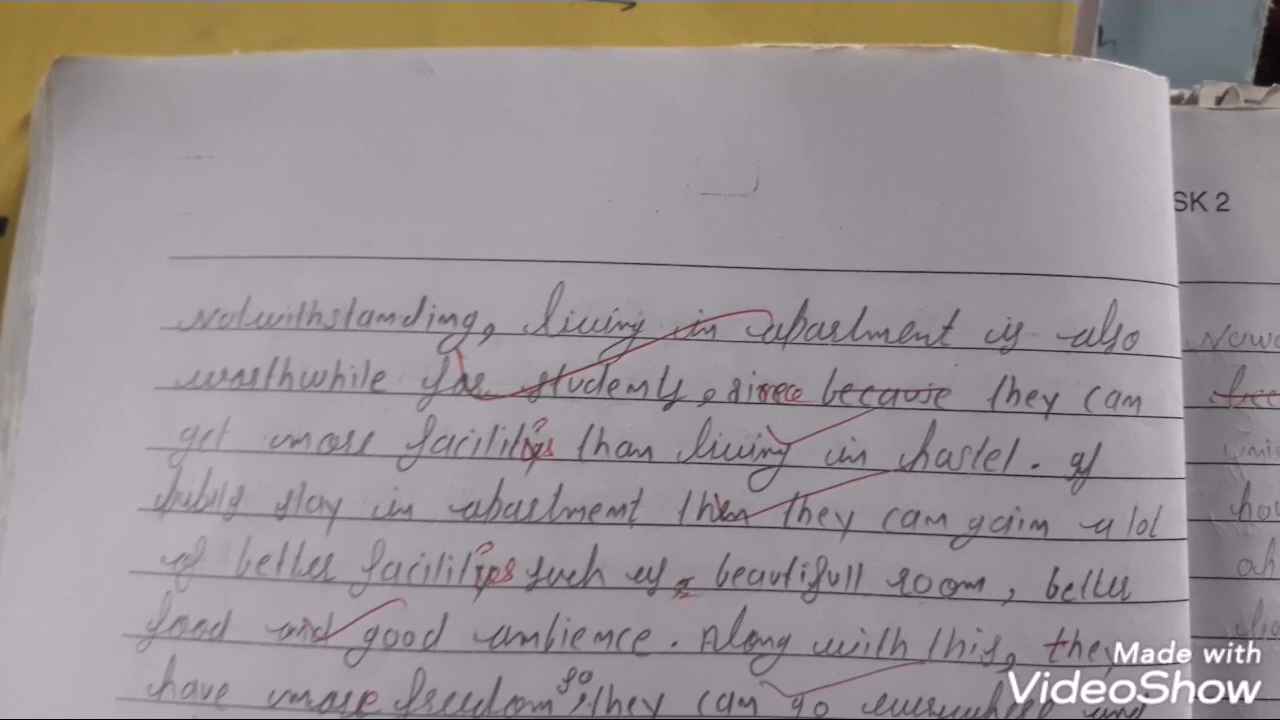 SK 2
Notwithstanding, living in apartment is also
worthwhile for students, since because they can
get more facilities than living in hostel. If
pupils stay in apartment then they can gain a lot
of better facilities such as beautifull room, better
food and good ambience. Along with this, they
have more freedom, so they can go everywhere and
Made with
VideoShow